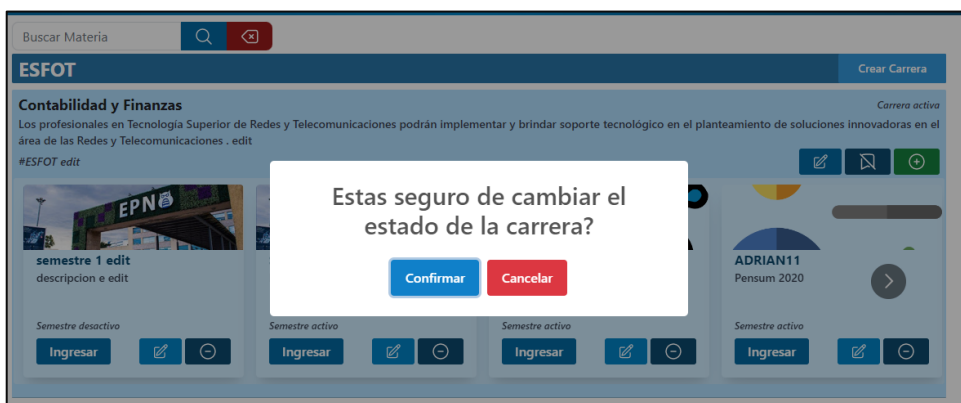 Buscar Materia
ESFOT
Crear Carrera
Contabilidad y Finanzas
Carrera activa
Los profesionales en Tecnología Superior de Redes y Telecomunicaciones podrán implementar y brindar soporte tecnológico en el planteamiento de soluciones innovadoras en el
área de las Redes y Telecomunicaciones . edit
#ESFOT edit
Estas seguro de cambiar el
estado de la carrera?
Confirmar
Cancelar
EPN
semestre 1 edit
descripcion e edit
ADRIAN11
Pensum 2020
Semestre desactivo
Semestre activo
Semestre activo
Semestre activo
Ingresar
Ingresar
Ingresar
Ingresar